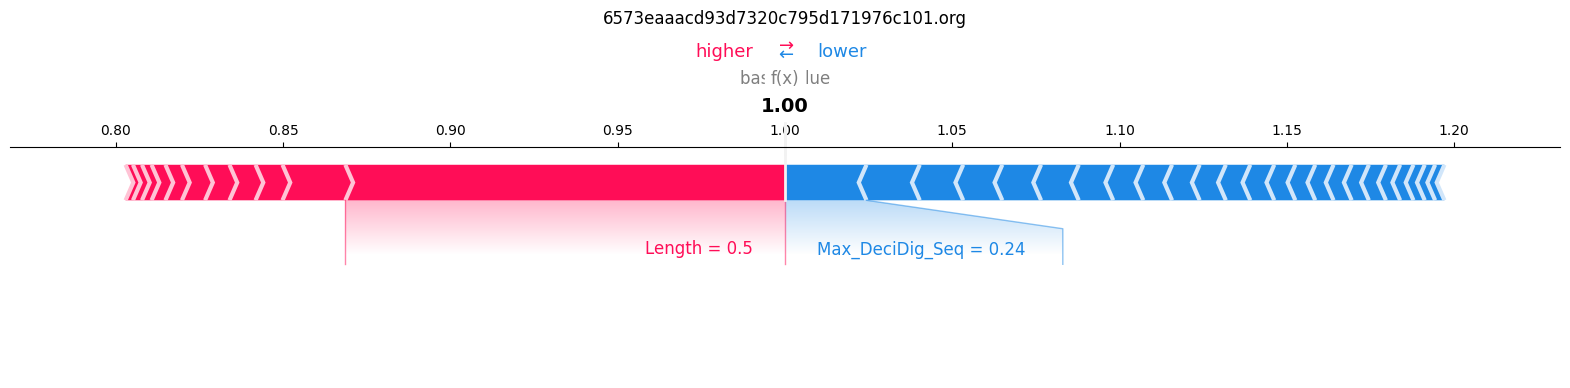 6573eaaacd93d7320c795d171976c101.org
higher ⇄ lower
f(x)
1.00
0.80 0.85 0.90 0.95 1.00 1.05 1.10 1.15 1.20
Length = 0.5 Max_DeciDig_Seq = 0.24